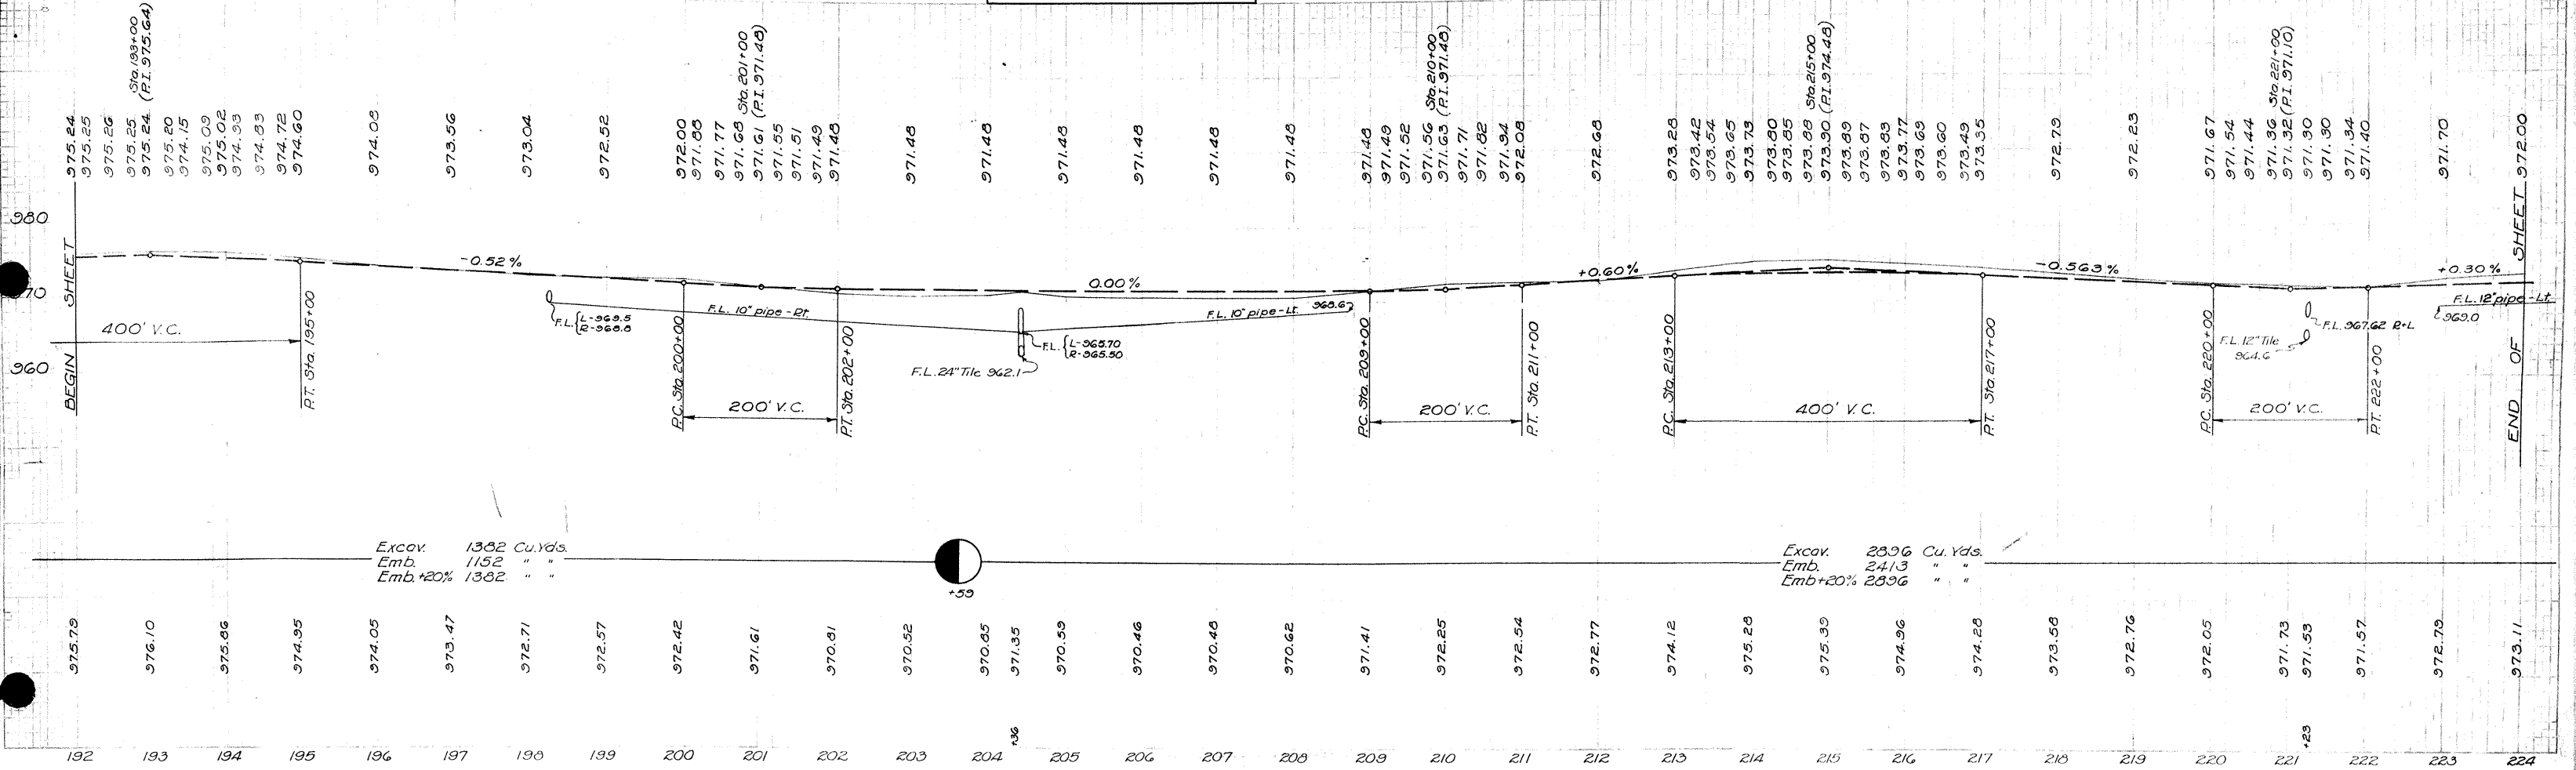 Sta. 193+00
(P.I. 975.64)
Sta. 201+00
(P.I. 971.48)
Sta. 210+00
(P.I. 971.48)
Sta. 215+00
(P.I. 974.48)
Sta. 221+00
(P.I. 971.10)
975.24 975.25 975.26 975.25 975.24 975.20 974.15 975.09 975.02 974.93 974.83 974.72 974.60 974.08 973.56 973.04 972.52 972.00 971.88 971.77 971.68 971.61 971.55 971.51 971.49 971.48 971.48 971.48 971.48 971.48 971.48 971.48 971.48 971.49 971.52 971.56 971.63 971.71 971.82 971.94 972.08 972.68 973.28 973.42 973.54 973.65 973.73 973.80 973.85 973.88 973.90 973.89 973.87 973.83 973.77 973.69 973.60 973.49 973.35 972.79 972.23 971.67 971.54 971.44 971.36 971.32 971.30 971.30 971.34 971.40 971.70 972.00
980
970
960
BEGIN SHEET
400' V.C.
P.T. Sta. 195+00
-0.52%
F.L. { L-969.5
R-968.8
F.L. 10" pipe-Rt.
P.C. Sta. 200+00
200' V.C.
P.T. Sta. 202+00
0.00%
F.L. 24" Tile 962.1
F.L. { L-965.70
R-965.50
F.L. 10" pipe-Lt.
968.6
P.C. Sta. 209+00
200' V.C.
P.T. Sta. 211+00
+0.60%
P.C. Sta. 213+00
400' V.C.
P.T. Sta. 217+00
-0.563%
P.C. Sta. 220+00
200' V.C.
F.L. 12" Tile
964.6
F.L. 967.62 R+L
P.T. 222+00
+0.30%
F.L. 12" pipe-Lt.
969.0
END OF SHEET
Excav. 1382 Cu. Yds.
Emb. 1152 " "
Emb.+20% 1382 " "
+59
Excav. 2896 Cu. Yds.
Emb. 2413 " "
Emb+20% 2896 " "
975.79 976.10 975.86 974.95 974.05 973.47 972.71 972.57 972.42 971.61 970.81 970.52 970.85 971.35 970.59 970.46 970.48 970.62 971.41 972.25 972.54 972.77 974.12 975.28 975.39 974.96 974.28 973.58 972.76 972.05 971.73 971.53 971.57 972.79 973.11
+36
+23
192 193 194 195 196 197 198 199 200 201 202 203 204 205 206 207 208 209 210 211 212 213 214 215 216 217 218 219 220 221 222 223 224